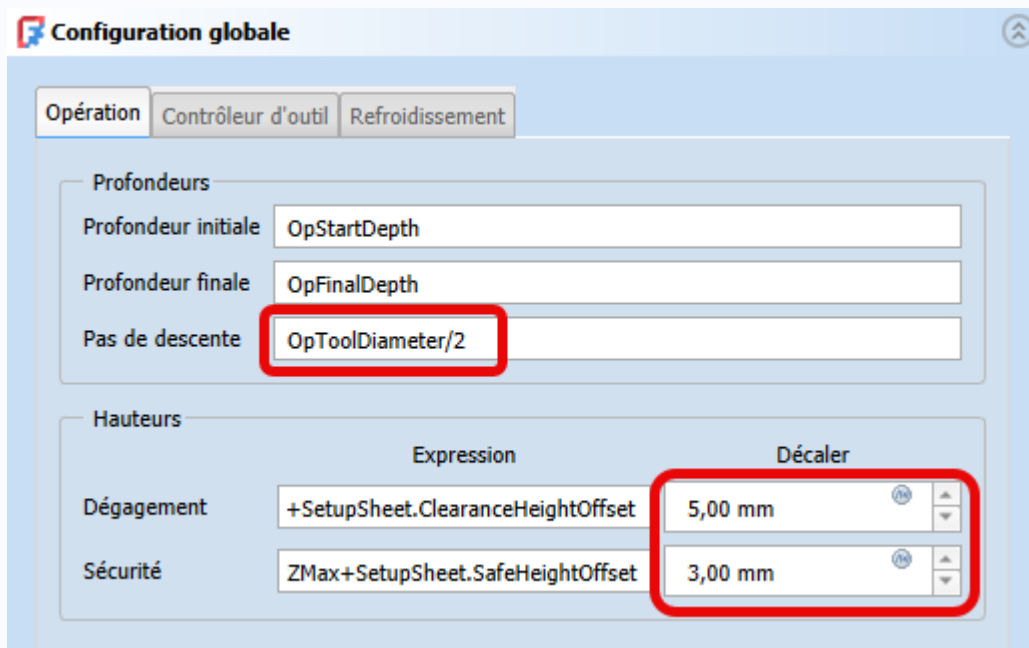 Configuration globale
Opération Contrôleur d'outil Refroidissement
Profondeurs
Profondeur initiale OpStartDepth
Profondeur finale OpFinalDepth
Pas de descente OpToolDiameter/2
Hauteurs
Expression Décaler
Dégagement +SetupSheet.ClearanceHeightOffset 5,00 mm
Sécurité ZMax+SetupSheet.SafeHeightOffset 3,00 mm